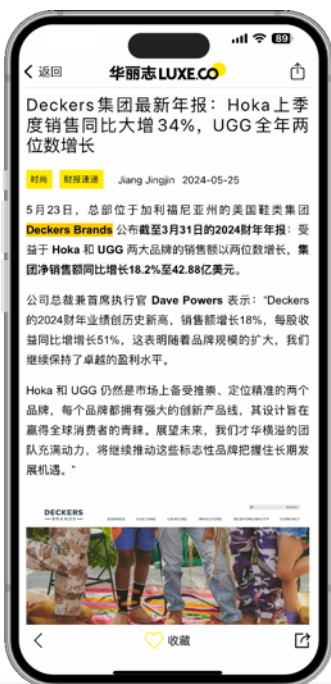 89
返回
华丽志 LUXE.CO
Deckers集团最新年报：Hoka上季
度销售同比大增34%，UGG全年两
位数增长
时尚 财报速递 Jiang Jingjin 2024-05-25
5月23日，总部位于加利福尼亚州的美国鞋类集团
Deckers Brands 公布截至3月31日的2024财年年报：受
益于 Hoka 和 UGG 两大品牌的销售额以两位数增长，集
团净销售额同比增长18.2%至42.88亿美元。
公司总裁兼首席执行官 Dave Powers 表示：“Deckers
的2024财年业绩创历史新高，销售额增长18%，每股收
益同比增增长51%，这表明随着品牌规模的扩大，我们
继续保持了卓越的盈利水平。
Hoka 和 UGG 仍然是市场上备受推崇、定位精准的两个
品牌，每个品牌都拥有强大的创新产品线，其设计旨在
赢得全球消费者的青睐。展望未来，我们才华横溢的团
队充满动力，将继续推动这些标志性品牌把握住长期发
展机遇。”
DECKERS
BRANDS
BRANDS CULTURE CAREERS INVESTORS RESPONSIBILITY CONTACT
收藏